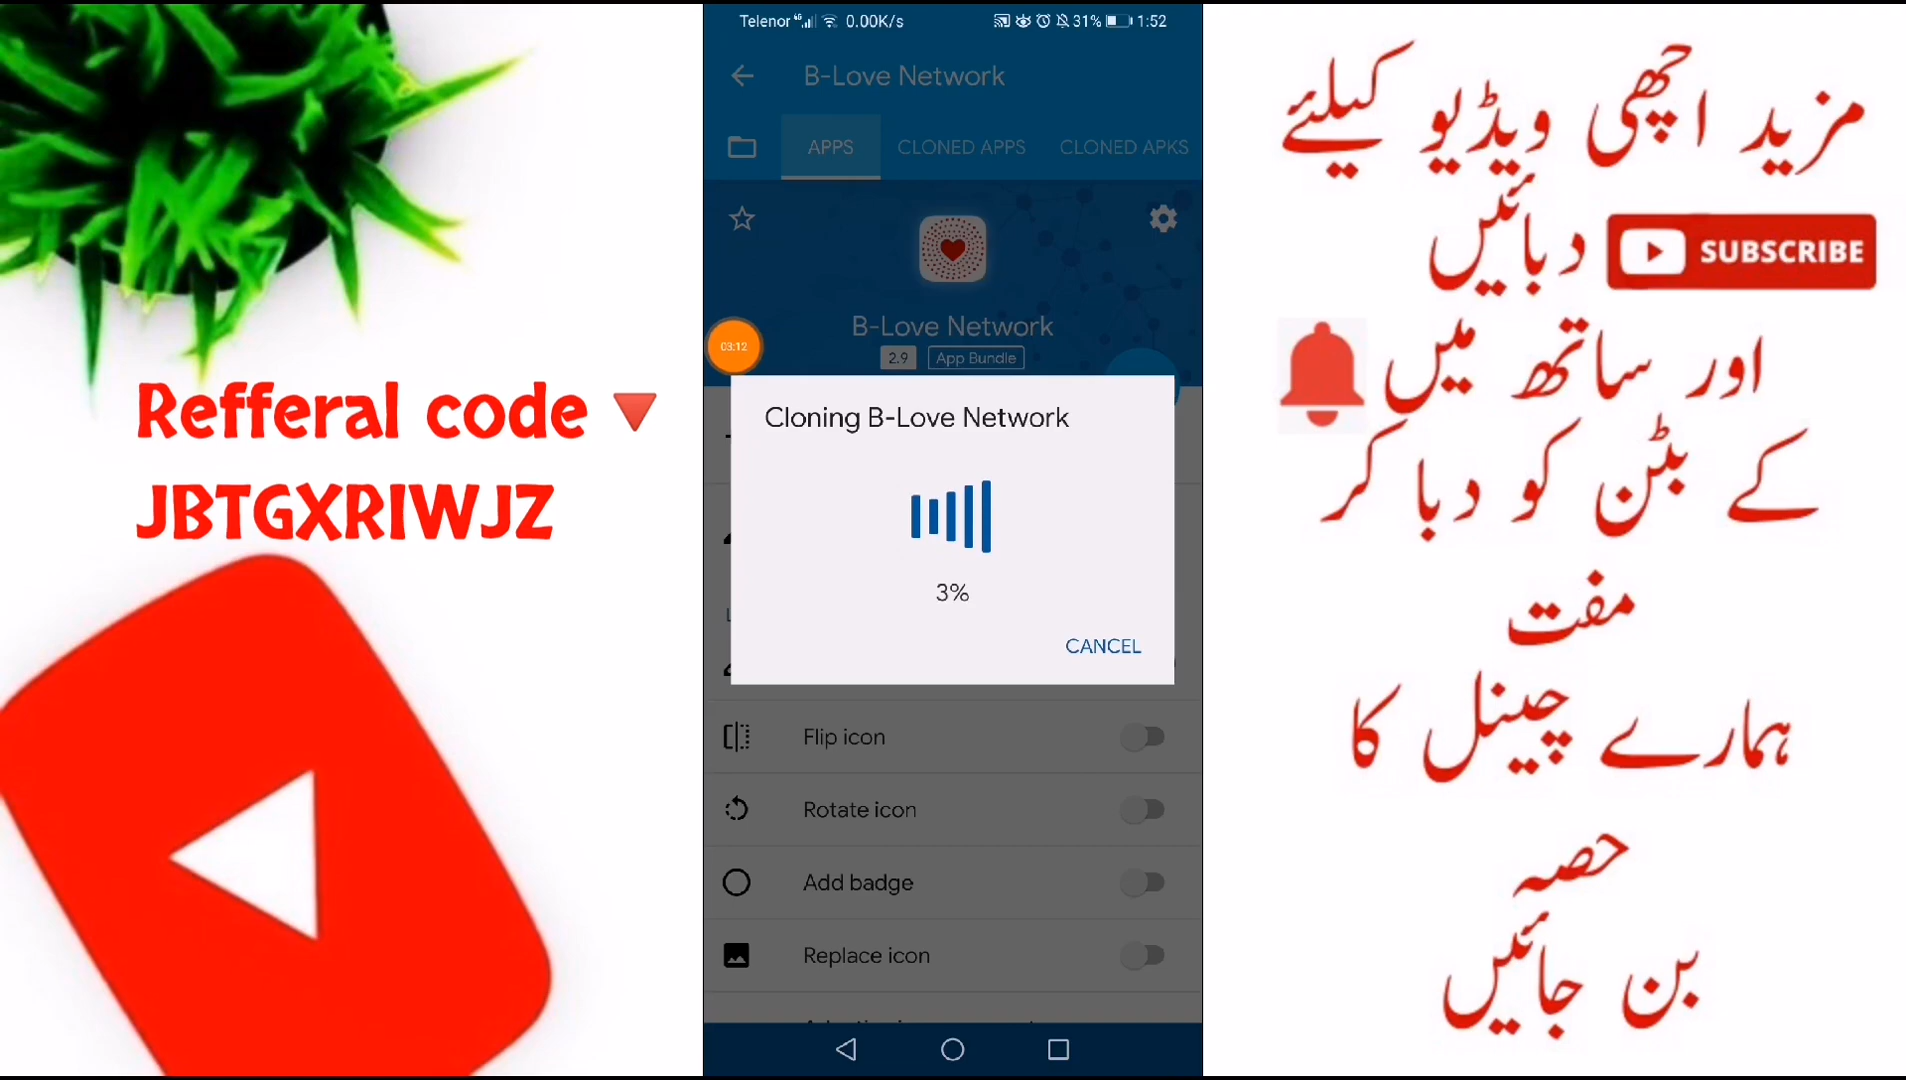 Refferal code
JBTGXRIWJZ
Telenor 4G 0.00K/s 31% 1:52
B-Love Network
APPS CLONED APPS CLONED APKS
B-Love Network
2.9 App Bundle
03:12
Cloning B-Love Network
3%
CANCEL
Flip icon
Rotate icon
Add badge
Replace icon
مزید اچھی ویڈیو کیلئے
SUBSCRIBE دبائیں
اور ساتھ میں
کے بٹن کو دبا کر
مفت
ہمارے چینل کا
حصہ
بن جائیں